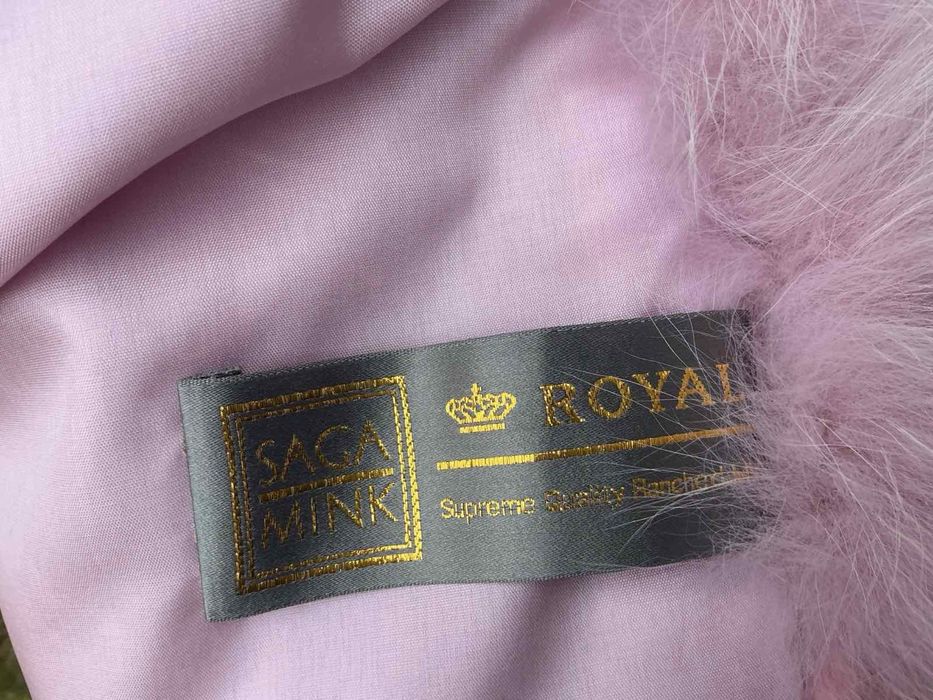 SAGA
MINK
ROYAL
Supreme Quality Ranched